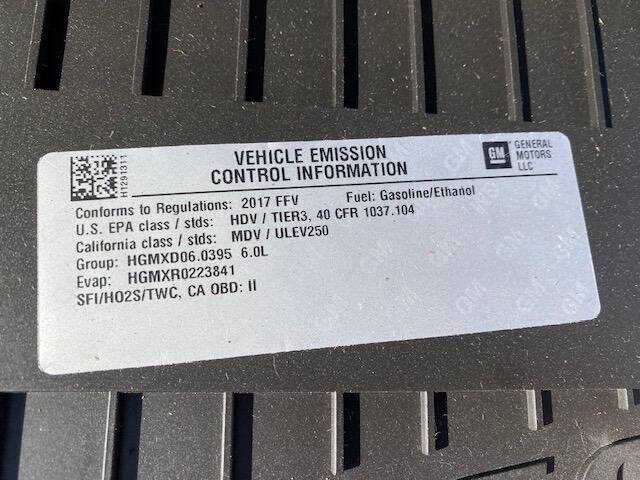 VEHICLE EMISSION
CONTROL INFORMATION
GM GENERAL
MOTORS
LLC
H1291311
Conforms to Regulations: 2017 FFV Fuel: Gasoline/Ethanol
U.S. EPA class / stds: HDV / TIER3, 40 CFR 1037.104
California class / stds: MDV / ULEV250
Group: HGMXD06.0395 6.0L
Evap: HGMXR0223841
SFI/HO2S/TWC, CA OBD: II